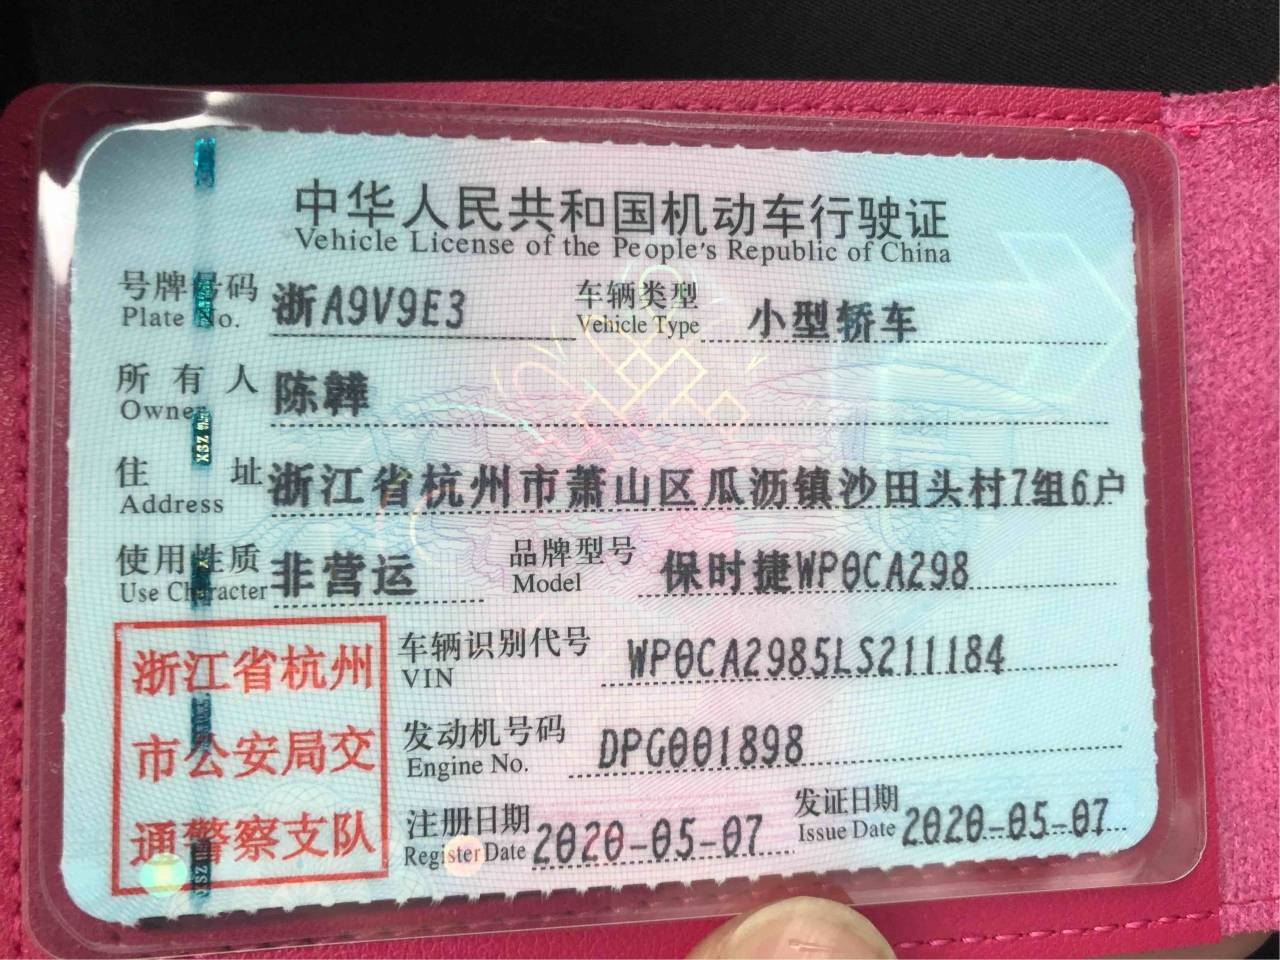 中华人民共和国机动车行驶证
Vehicle License of the People's Republic of China
号牌号码 浙A9V9E3 车辆类型 小型轿车
Plate No. Vehicle Type
所有人 陈韡
Owner
住址 浙江省杭州市萧山区瓜沥镇沙田头村7组6户
Address
使用性质 非营运 品牌型号 保时捷WP0CA298
Use Character Model
浙江省杭州
市公安局交
通警察支队
车辆识别代号 WP0CA2985LS211184
VIN
发动机号码 DPG001898
Engine No.
注册日期 2020-05-07 发证日期 2020-05-07
Register Date Issue Date